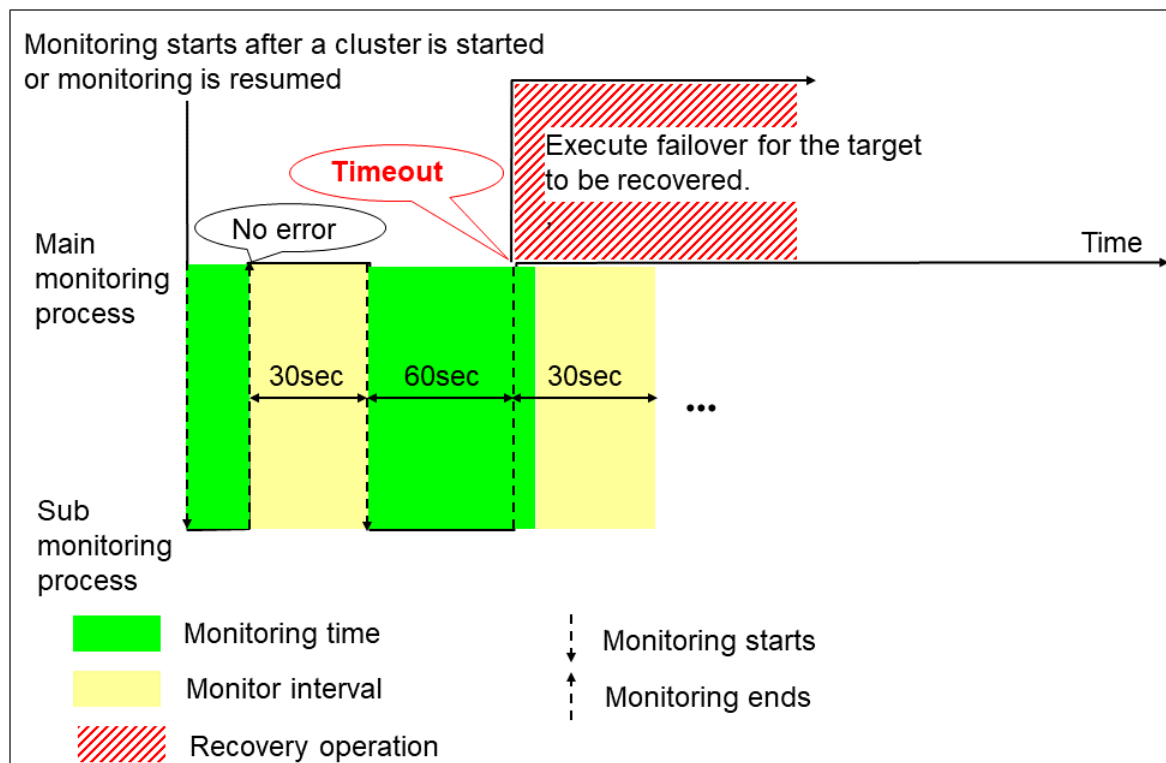 Monitoring starts after a cluster is started
or monitoring is resumed
Execute failover for the target
to be recovered.
,
Timeout
No error
Time
Main
monitoring
process
30sec
60sec
30sec
...
Sub
monitoring
process
Monitoring time
Monitoring starts
Monitor interval
Monitoring ends
Recovery operation